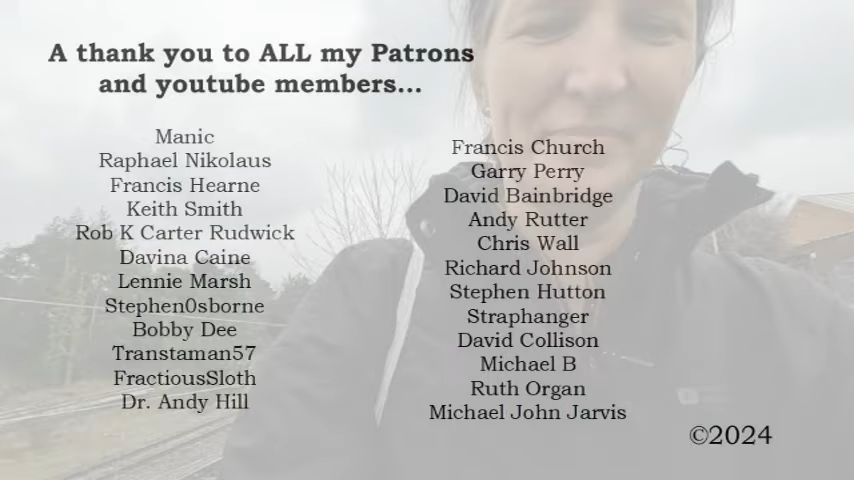 A thank you to ALL my Patrons
and youtube members...
Manic
Raphael Nikolaus
Francis Hearne
Keith Smith
Rob K Carter Rudwick
Davina Caine
Lennie Marsh
Stephen0sborne
Bobby Dee
Transtaman57
FractiousSloth
Dr. Andy Hill
Francis Church
Garry Perry
David Bainbridge
Andy Rutter
Chris Wall
Richard Johnson
Stephen Hutton
Straphanger
David Collison
Michael B
Ruth Organ
Michael John Jarvis
©2024